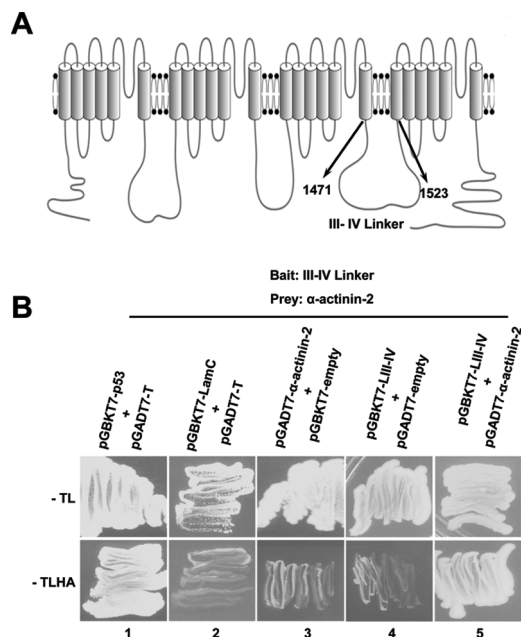 A
1471
1523
III- IV Linker
Bait: III-IV Linker
Prey: α-actinin-2
B
pGBKT7-p53
+
pGADT7-T
pGBKT7-LamC
+
pGADT7-T
pGADT7-α-actinin-2
+
pGBKT7-empty
pGBKT7-LIII-IV
+
pGADT7-empty
pGBKT7-LIII-IV
+
pGADT7-α-actinin-2
- TL
- TLHA
1 2 3 4 5